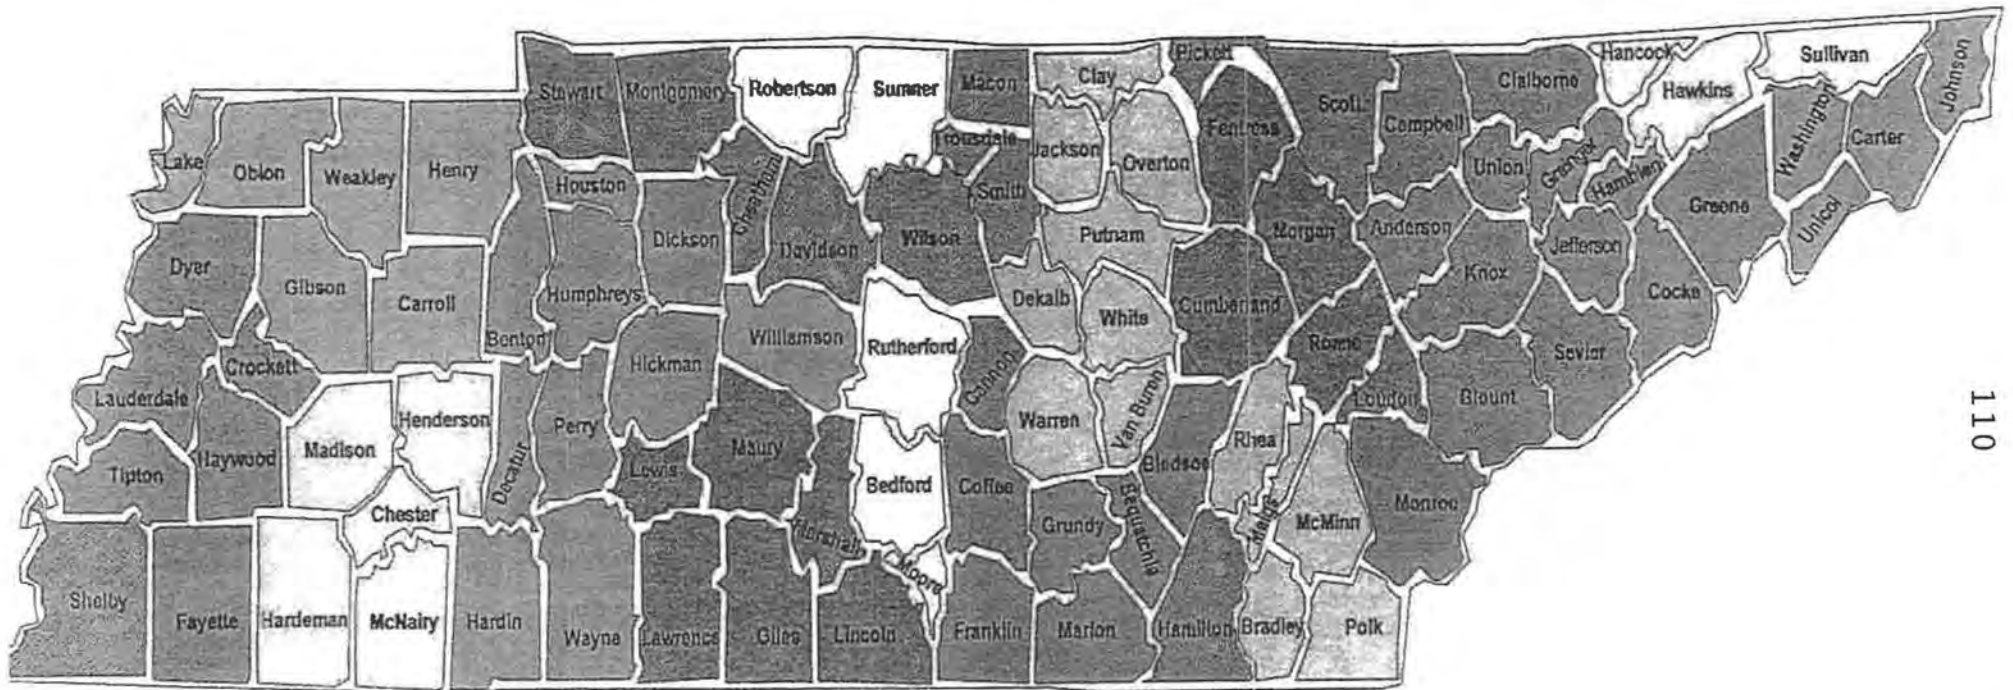 Pickett
Hancock
Sullivan
Johnson
Stewart
Montgomery
Robertson
Sumner
Macon
Clay
Scott
Campbell
Claiborne
Hawkins
Washington
Carter
Lake
Obion
Weakley
Henry
Houston
Cheatham
Trousdale
Jackson
Overton
Fentress
Union
Grainger
Hamblen
Greene
Unicoi
Dyer
Gibson
Carroll
Benton
Humphreys
Dickson
Davidson
Wilson
Smith
Putnam
Morgan
Anderson
Knox
Jefferson
Cocke
Dekalb
White
Cumberland
Lauderdale
Crockett
Madison
Henderson
Decatur
Perry
Hickman
Williamson
Rutherford
Cannon
Warren
Van Buren
Roane
Loudon
Blount
Sevier
Tipton
Haywood
Chester
Lewis
Maury
Marshall
Bedford
Coffee
Grundy
Sequatchie
Bledsoe
Rhea
Meigs
McMinn
Monroe
Shelby
Fayette
Hardeman
McNairy
Hardin
Wayne
Lawrence
Giles
Lincoln
Moore
Franklin
Marion
Hamilton
Bradley
Polk
110